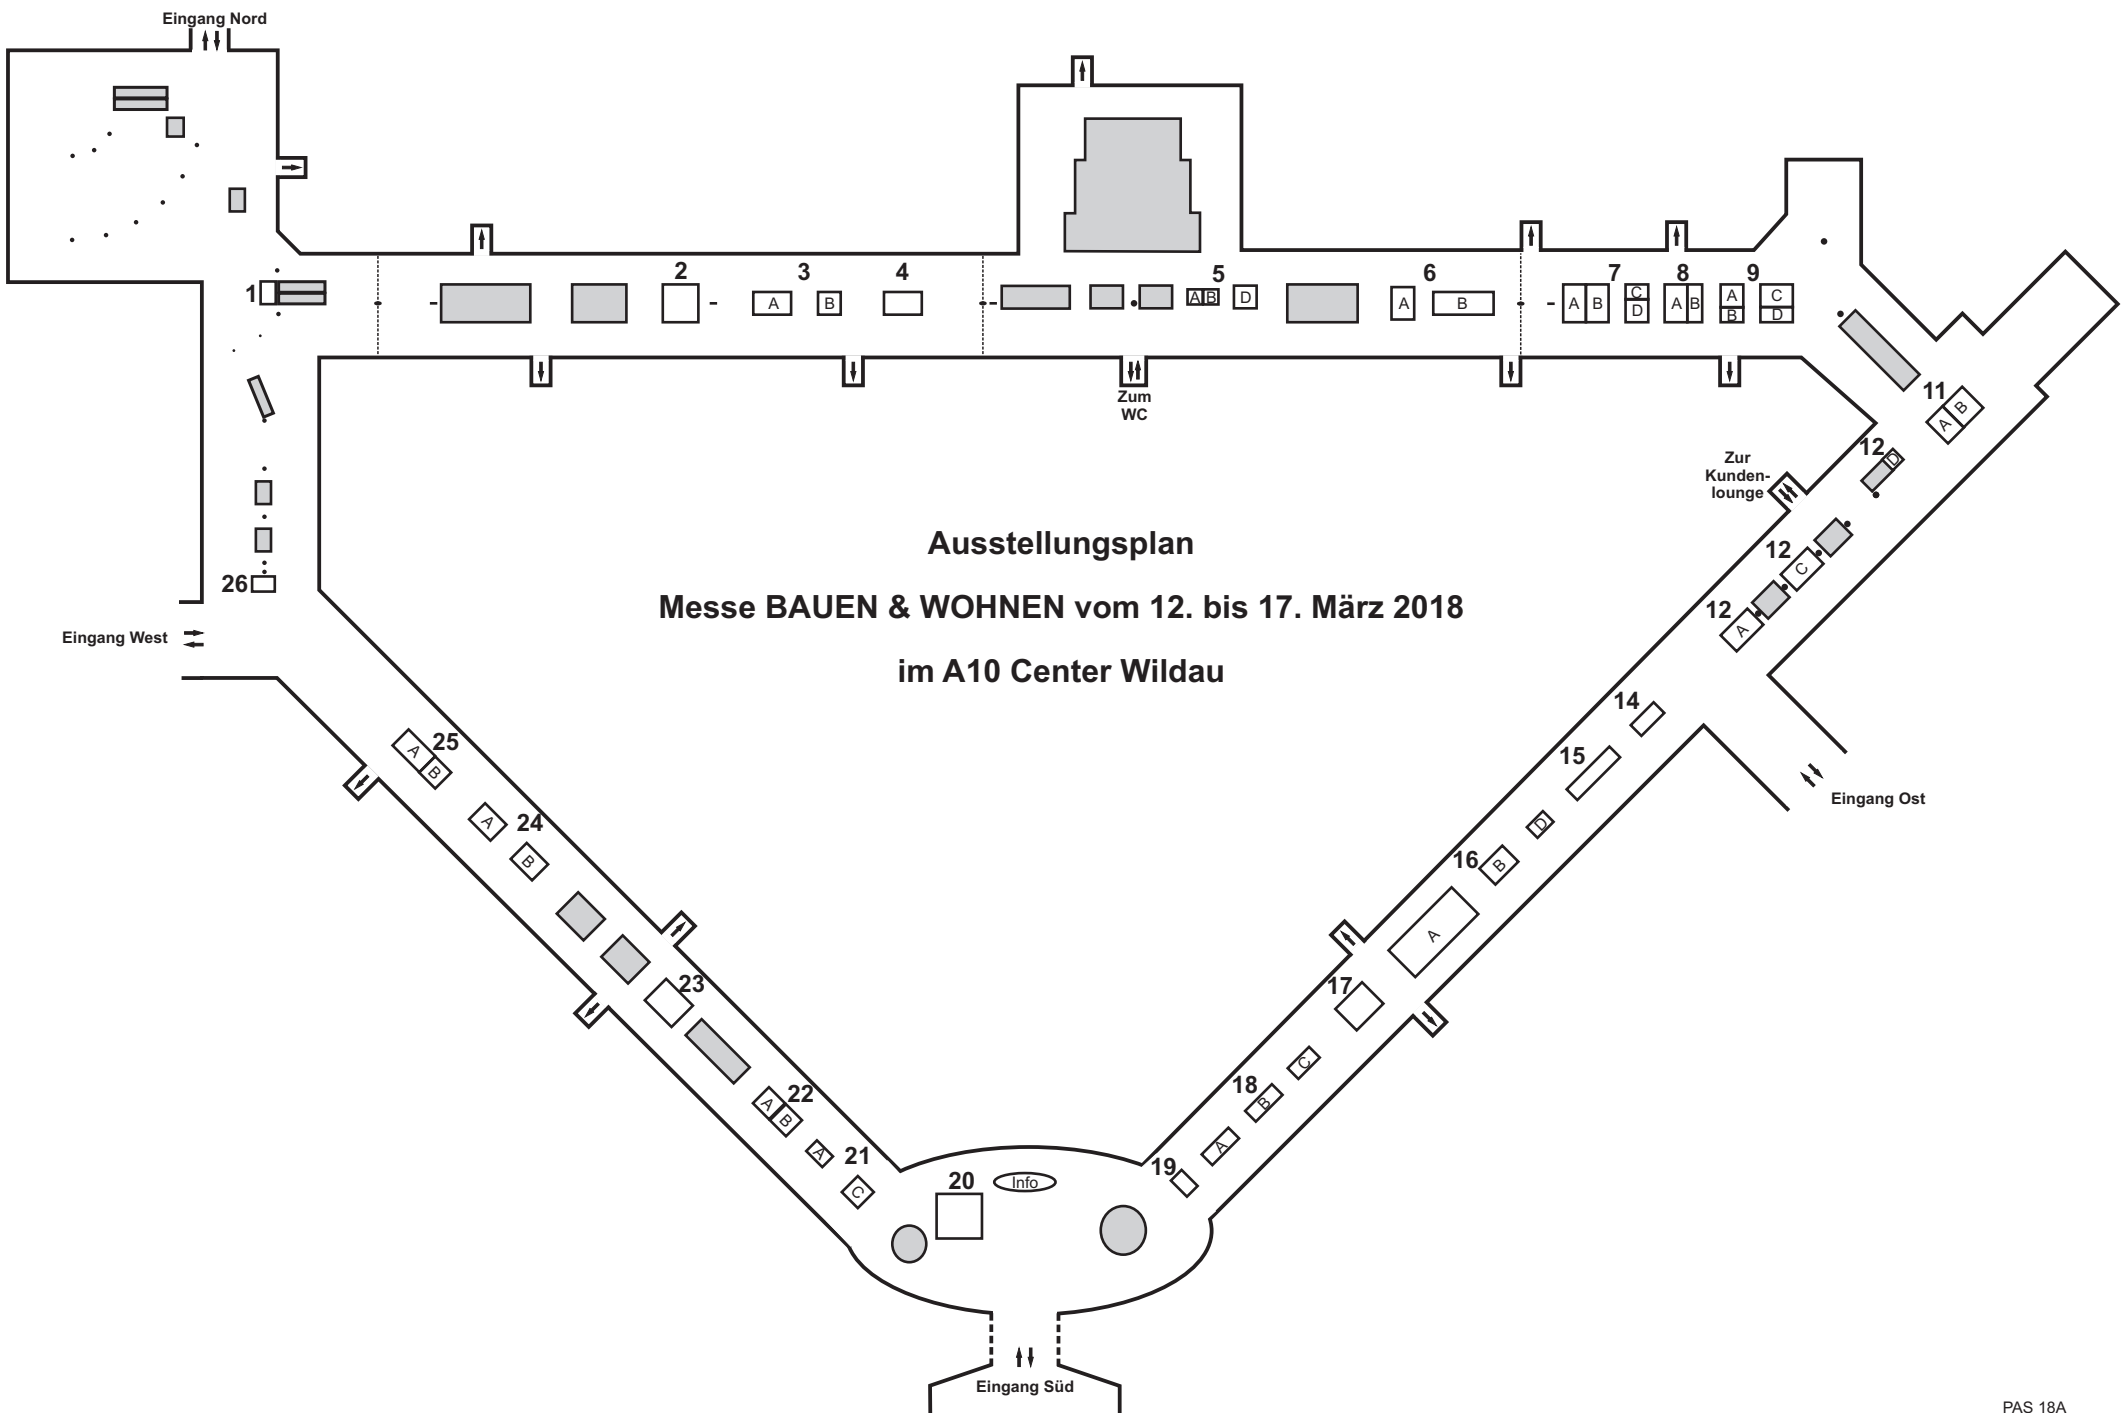 Eingang Nord
1
2
3
A
B
4
5
A
B
D
6
A
B
7
A
B
C
D
8
A
B
9
A
B
C
D
Zum
WC
11
A
B
12
D
Zur
Kunden-
lounge
12
C
12
A
Ausstellungsplan
Messe BAUEN & WOHNEN vom 12. bis 17. März 2018
im A10 Center Wildau
26
Eingang West
14
15
Eingang Ost
D
16
B
A
17
18
C
B
A
19
25
A
B
24
A
B
23
22
A
B
21
A
C
20
Info
Eingang Süd
PAS 18A